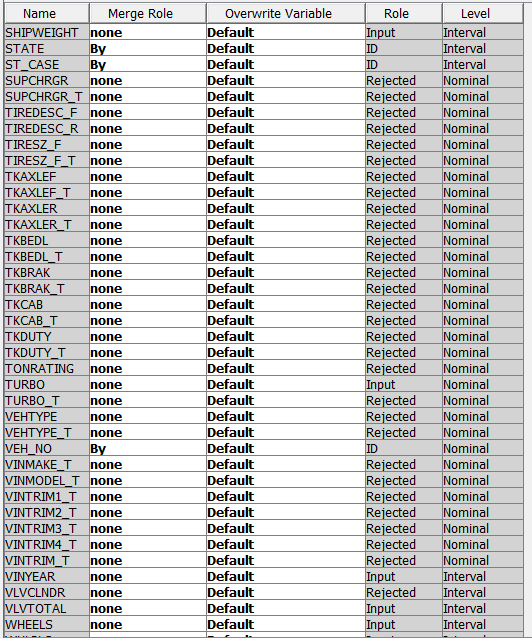 Name Merge Role Overwrite Variable Role Level
SHIPWEIGHT none Default Input Interval
STATE By Default ID Interval
ST_CASE By Default ID Interval
SUPCHRGR none Default Rejected Nominal
SUPCHRGR_T none Default Rejected Nominal
TIREDESC_F none Default Rejected Nominal
TIREDESC_R none Default Rejected Nominal
TIRESZ_F none Default Rejected Nominal
TIRESZ_F_T none Default Rejected Nominal
TKAXLEF none Default Rejected Nominal
TKAXLEF_T none Default Rejected Nominal
TKAXLER none Default Rejected Nominal
TKAXLER_T none Default Rejected Nominal
TKBEDL none Default Rejected Nominal
TKBEDL_T none Default Rejected Nominal
TKBRAK none Default Rejected Nominal
TKBRAK_T none Default Rejected Nominal
TKCAB none Default Rejected Nominal
TKCAB_T none Default Rejected Nominal
TKDUTY none Default Rejected Nominal
TKDUTY_T none Default Rejected Nominal
TONRATING none Default Rejected Nominal
TURBO none Default Input Nominal
TURBO_T none Default Rejected Nominal
VEHTYPE none Default Rejected Nominal
VEHTYPE_T none Default Rejected Nominal
VEH_NO By Default ID Nominal
VINMAKE_T none Default Rejected Nominal
VINMODEL_T none Default Rejected Nominal
VINTRIM1_T none Default Rejected Nominal
VINTRIM2_T none Default Rejected Nominal
VINTRIM3_T none Default Rejected Nominal
VINTRIM4_T none Default Rejected Nominal
VINTRIM_T none Default Rejected Nominal
VINYEAR none Default Input Interval
VLVCLNDR none Default Rejected Interval
VLVTOTAL none Default Input Interval
WHEELS none Default Input Interval